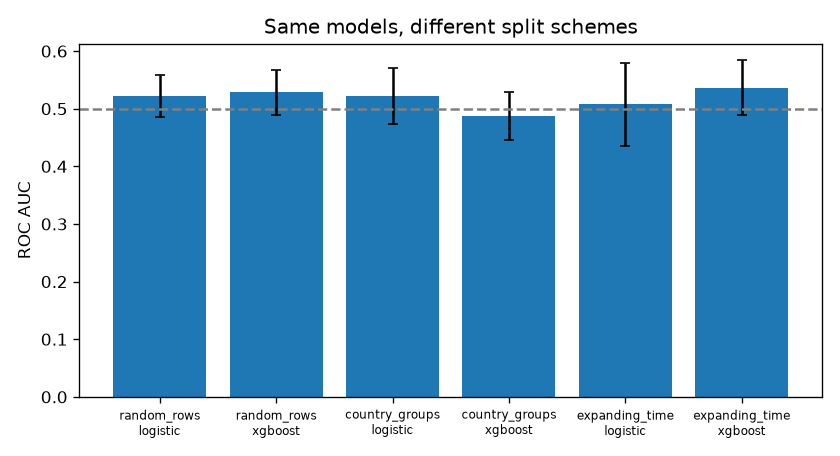 Same models, different split schemes
ROC AUC
0.6
0.5
0.4
0.3
0.2
0.1
0.0
random_rows
logistic
random_rows
xgboost
country_groups
logistic
country_groups
xgboost
expanding_time
logistic
expanding_time
xgboost